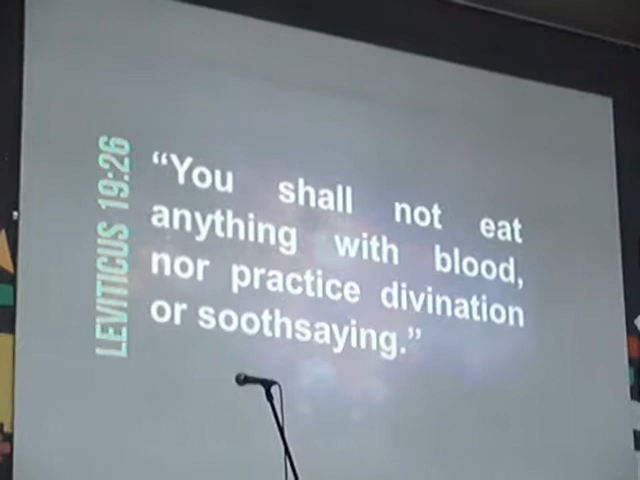 LEVITICUS 19:26
“You shall not eat
anything with blood,
nor practice divination
or soothsaying.”